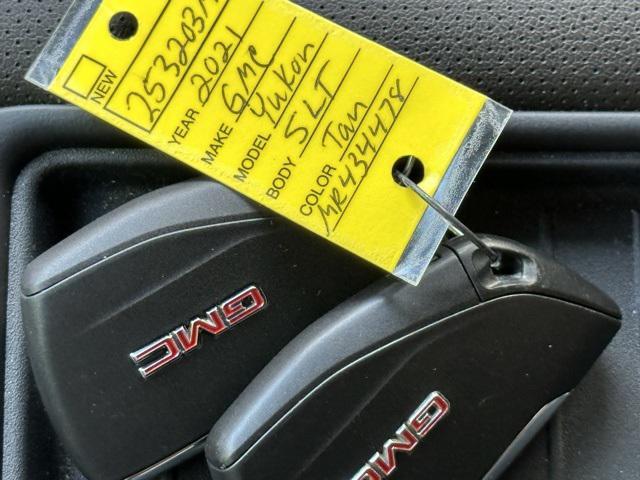 NEW
253203A
YEAR 2021
MAKE GMC
MODEL Yukon
BODY SLT
COLOR Tan
MR434478
GMC
GMC